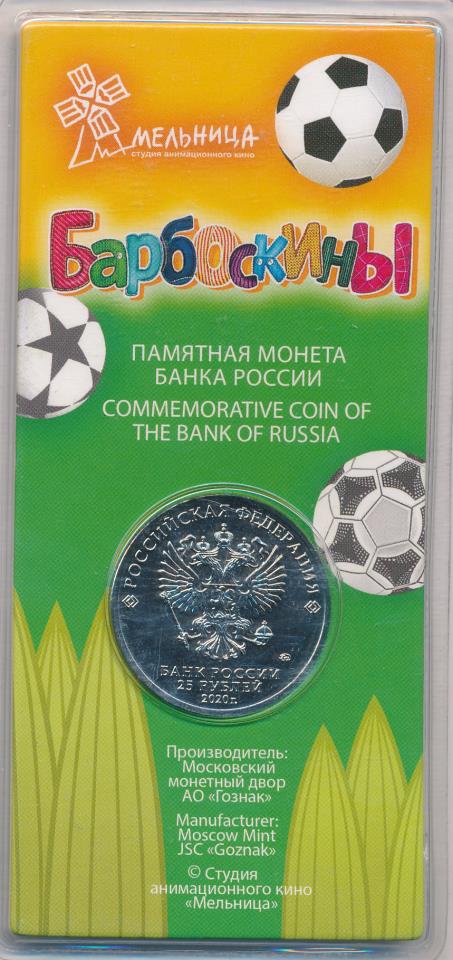 МЕЛЬНИЦА
студия анимационного кино
Барбоскины
ПАМЯТНАЯ МОНЕТА
БАНКА РОССИИ
COMMEMORATIVE COIN OF
THE BANK OF RUSSIA
РОССИЙСКАЯ ФЕДЕРАЦИЯ
БАНК РОССИИ
25 РУБЛЕЙ
2020 г.
Производитель:
Московский
монетный двор
АО «Гознак»
Manufacturer:
Moscow Mint
JSC «Goznak»
© Студия
анимационного кино
«Мельница»